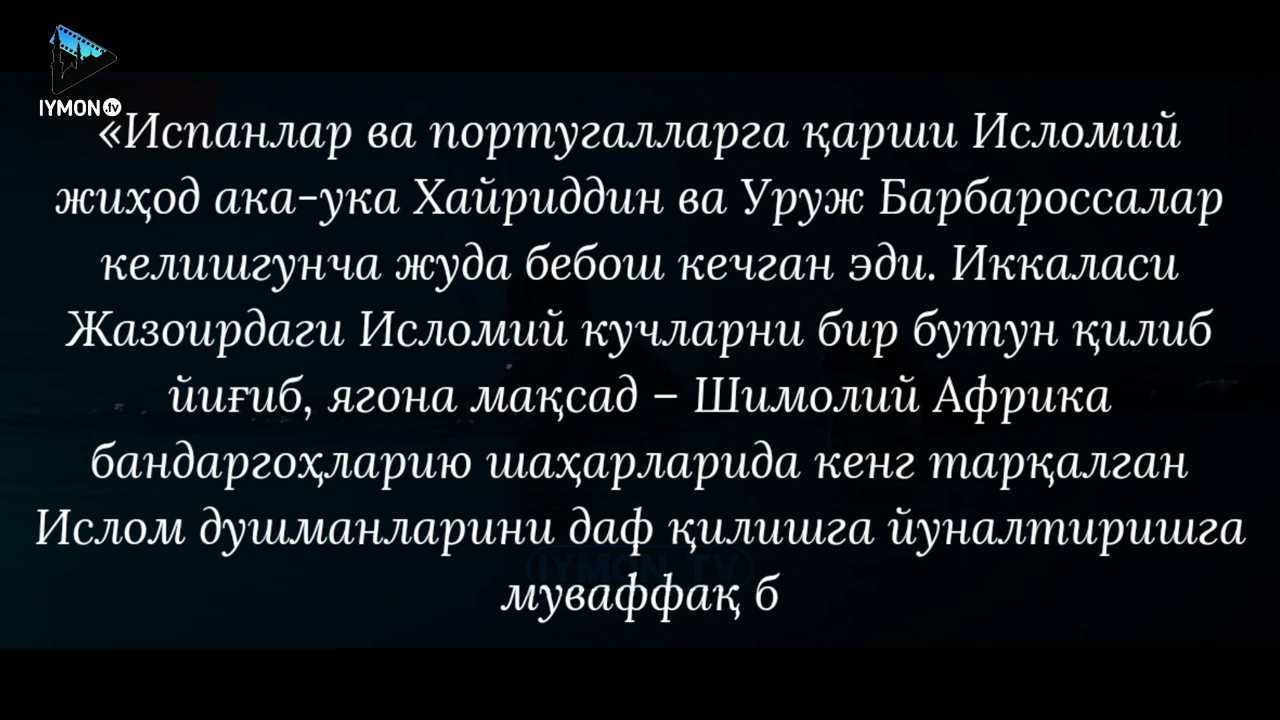 IYMON.tv
«Испанлар ва португалларга қарши Исломий
жиҳод ака-ука Хайриддин ва Уруж Барбароссалар
келишгунча жуда бебош кечган эди. Иккаласи
Жазоирдаги Исломий кучларни бир бутун қилиб
йиғиб, ягона мақсад – Шимолий Африка
бандаргоҳларию шаҳарларида кенг тарқалган
Ислом душманларини даф қилишга йуналтиришга
IYMON TV
муваффақ б